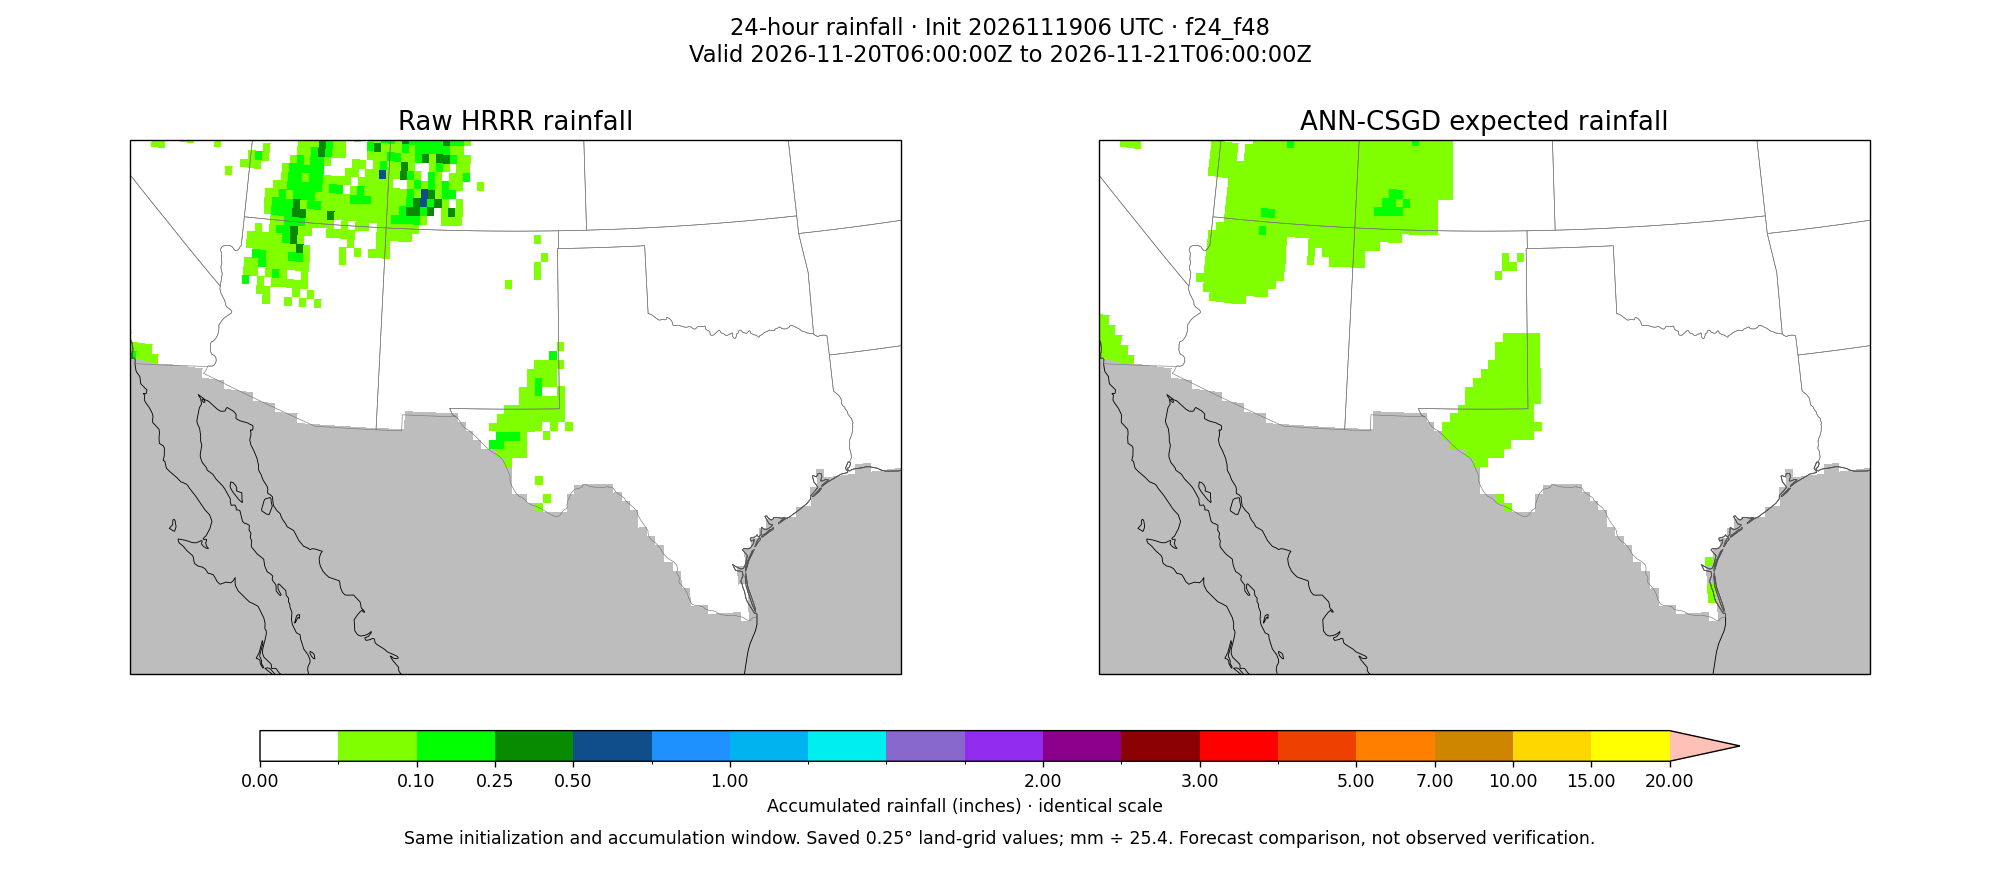 24-hour rainfall · Init 2026111906 UTC · f24_f48
Valid 2026-11-20T06:00:00Z to 2026-11-21T06:00:00Z
Raw HRRR rainfall
ANN-CSGD expected rainfall
0.00 0.10 0.25 0.50 1.00 2.00 3.00 5.00 7.00 10.00 15.00 20.00
Accumulated rainfall (inches) · identical scale
Same initialization and accumulation window. Saved 0.25° land-grid values; mm ÷ 25.4. Forecast comparison, not observed verification.